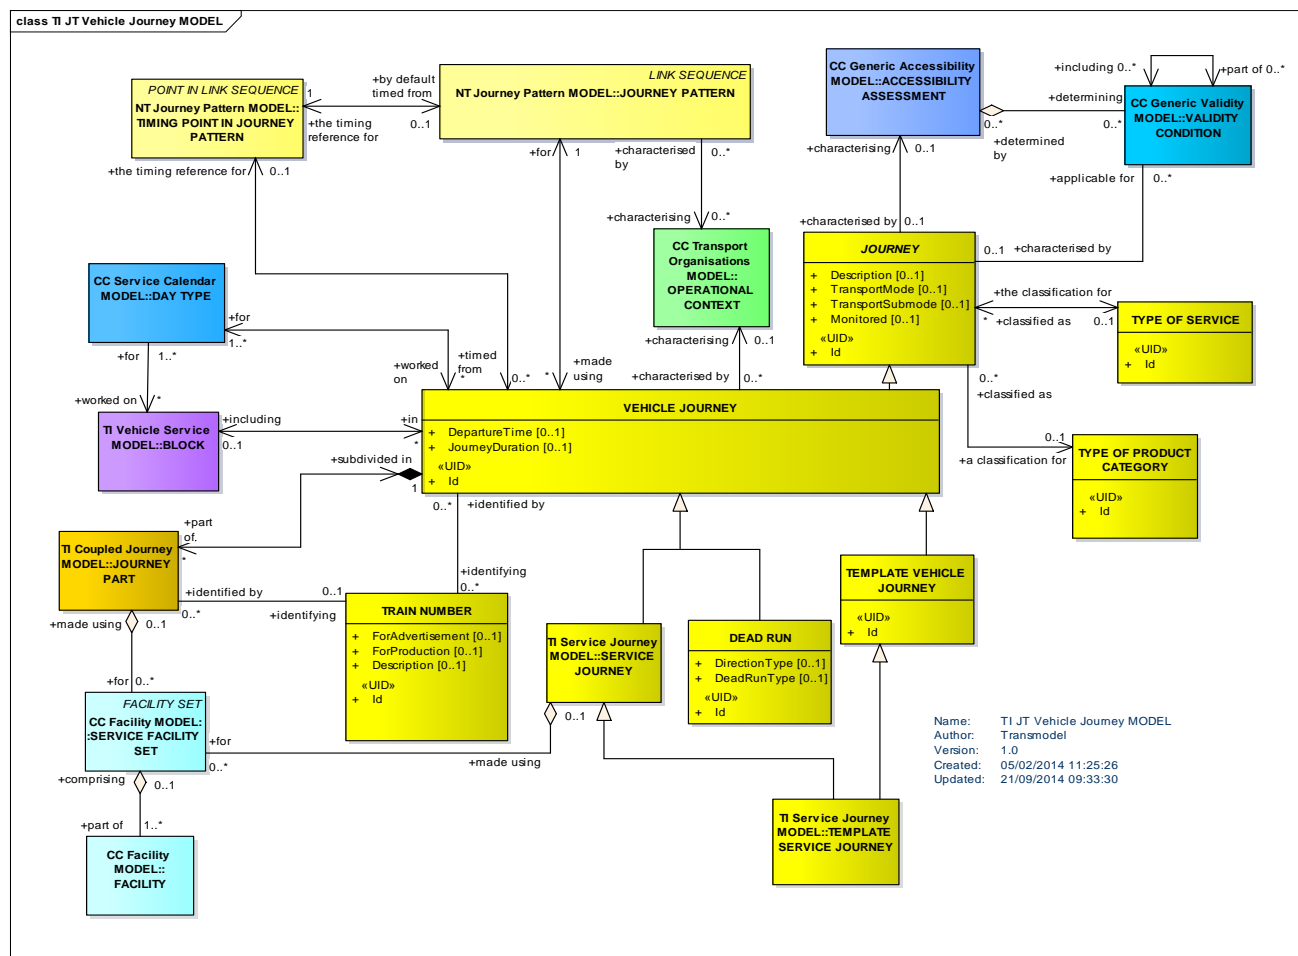 class TI JT Vehicle Journey MODEL
POINT IN LINK SEQUENCE
NT Journey Pattern MODEL::
TIMING POINT IN JOURNEY
PATTERN
1
+by default
timed from
+the timing
reference for
0..1
LINK SEQUENCE
NT Journey Pattern MODEL::JOURNEY PATTERN
CC Generic Accessibility
MODEL::ACCESSIBILITY
ASSESSMENT
+including 0..*
+part of 0..*
+determining
0..*
0..*
+determined
by
CC Generic Validity
MODEL::VALIDITY
CONDITION
+the timing reference for
0..1
+for
1
+characterised
by
0..*
+characterising
0..1
+applicable for
0..*
+characterising
0..*
+characterised by
0..1
CC Transport
Organisations
MODEL::
OPERATIONAL
CONTEXT
JOURNEY
+ Description [0..1]
+ TransportMode [0..1]
+ TransportSubmode [0..1]
+ Monitored [0..1]
«UID»
+ Id
0..1
+characterised by
+the classification for
*
+classified as
0..1
TYPE OF SERVICE
«UID»
+ Id
CC Service Calendar
MODEL::DAY TYPE
+for
1..*
+for
1..*
+worked on
*
+worked
on
*
+timed
from
0..*
*
+made
using
+characterising
0..1
+characterised by
0..*
0..*
+classified as
0..1
+a classification for
TYPE OF PRODUCT
CATEGORY
«UID»
+ Id
TI Vehicle Service
MODEL::BLOCK
+including
0..1
+in
*
VEHICLE JOURNEY
+ DepartureTime [0..1]
+ JourneyDuration [0..1]
«UID»
+ Id
+subdivided in
1
0..*
+identified by
+part
of.
*
TI Coupled Journey
MODEL::JOURNEY
PART
+identified by
0..*
0..1
+identifying
+identifying
0..*
TRAIN NUMBER
+ ForAdvertisement [0..1]
+ ForProduction [0..1]
+ Description [0..1]
«UID»
+ Id
TEMPLATE VEHICLE
JOURNEY
«UID»
+ Id
TI Service Journey
MODEL::SERVICE
JOURNEY
DEAD RUN
+ DirectionType [0..1]
+ DeadRunType [0..1]
«UID»
+ Id
+made using
0..1
+for
0..*
FACILITY SET
CC Facility MODEL:
:SERVICE FACILITY
SET
+for
0..*
0..1
+made using
+comprising
0..1
+part of
1..*
CC Facility
MODEL::
FACILITY
TI Service Journey
MODEL::TEMPLATE
SERVICE JOURNEY
Name: TI JT Vehicle Journey MODEL
Author: Transmodel
Version: 1.0
Created: 05/02/2014 11:25:26
Updated: 21/09/2014 09:33:30